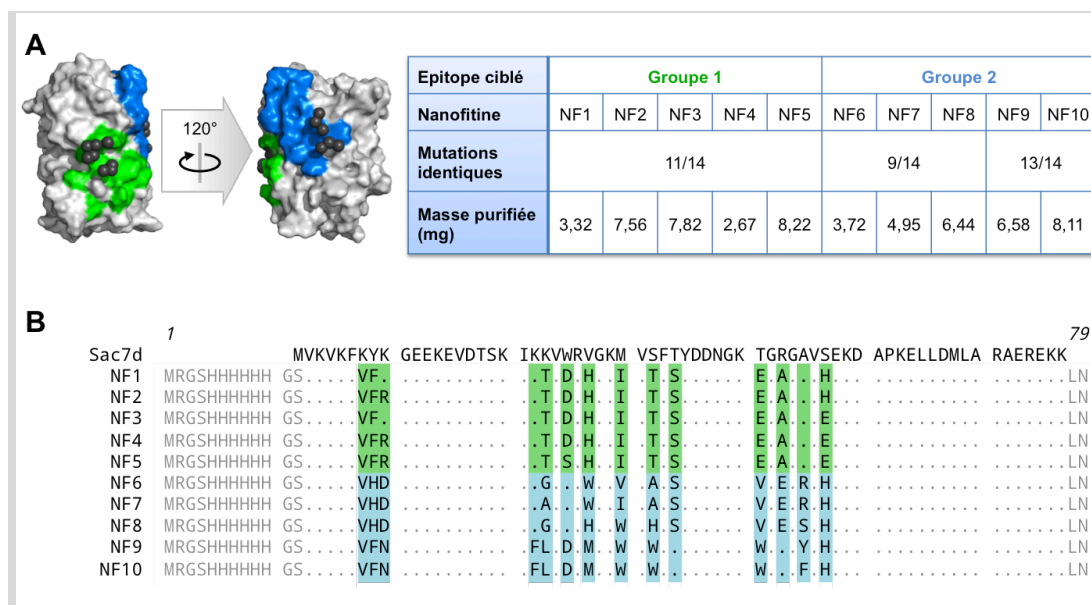 A
120°
Epitope ciblé Groupe 1 Groupe 2
Nanofitine NF1 NF2 NF3 NF4 NF5 NF6 NF7 NF8 NF9 NF10
Mutations identiques 11/14 9/14 13/14
Masse purifiée (mg) 3,32 7,56 7,82 2,67 8,22 3,72 4,95 6,44 6,58 8,11
B
1 79
Sac7d MVKVKFKYK GEEKEVDTSK IKKVWRVGKM VSFTYDDNGK TGRGAVSEKD APKELLDMLA RAEREKK
NF1 MRGSHHHHHH GS.....VF. .......... ..T.D.H..I .T.S...... E.A...H... .......... .......LN
NF2 MRGSHHHHHH GS.....VFR .......... ..T.D.H..I .T.S...... E.A...H... .......... .......LN
NF3 MRGSHHHHHH GS.....VF. .......... ..T.D.H..I .T.S...... E.A...E... .......... .......LN
NF4 MRGSHHHHHH GS.....VFR .......... ..T.D.H..I .T.S...... E.A...E... .......... .......LN
NF5 MRGSHHHHHH GS.....VFR .......... ..T.S.H..I .T.S...... E.A...E... .......... .......LN
NF6 MRGSHHHHHH GS.....VHD .......... ..G...W..V .A.S...... V.E.R.H... .......... .......LN
NF7 MRGSHHHHHH GS.....VHD .......... ..A...W..I .A.S...... V.E.R.H... .......... .......LN
NF8 MRGSHHHHHH GS.....VHD .......... ..G...H..W .H.S...... V.E.S.H... .......... .......LN
NF9 MRGSHHHHHH GS.....VFN .......... .FL.D.M..W .W........ W...Y.H... .......... .......LN
NF10 MRGSHHHHHH GS.....VFN .......... .FL.D.M..W .W........ W...F.H... .......... .......LN